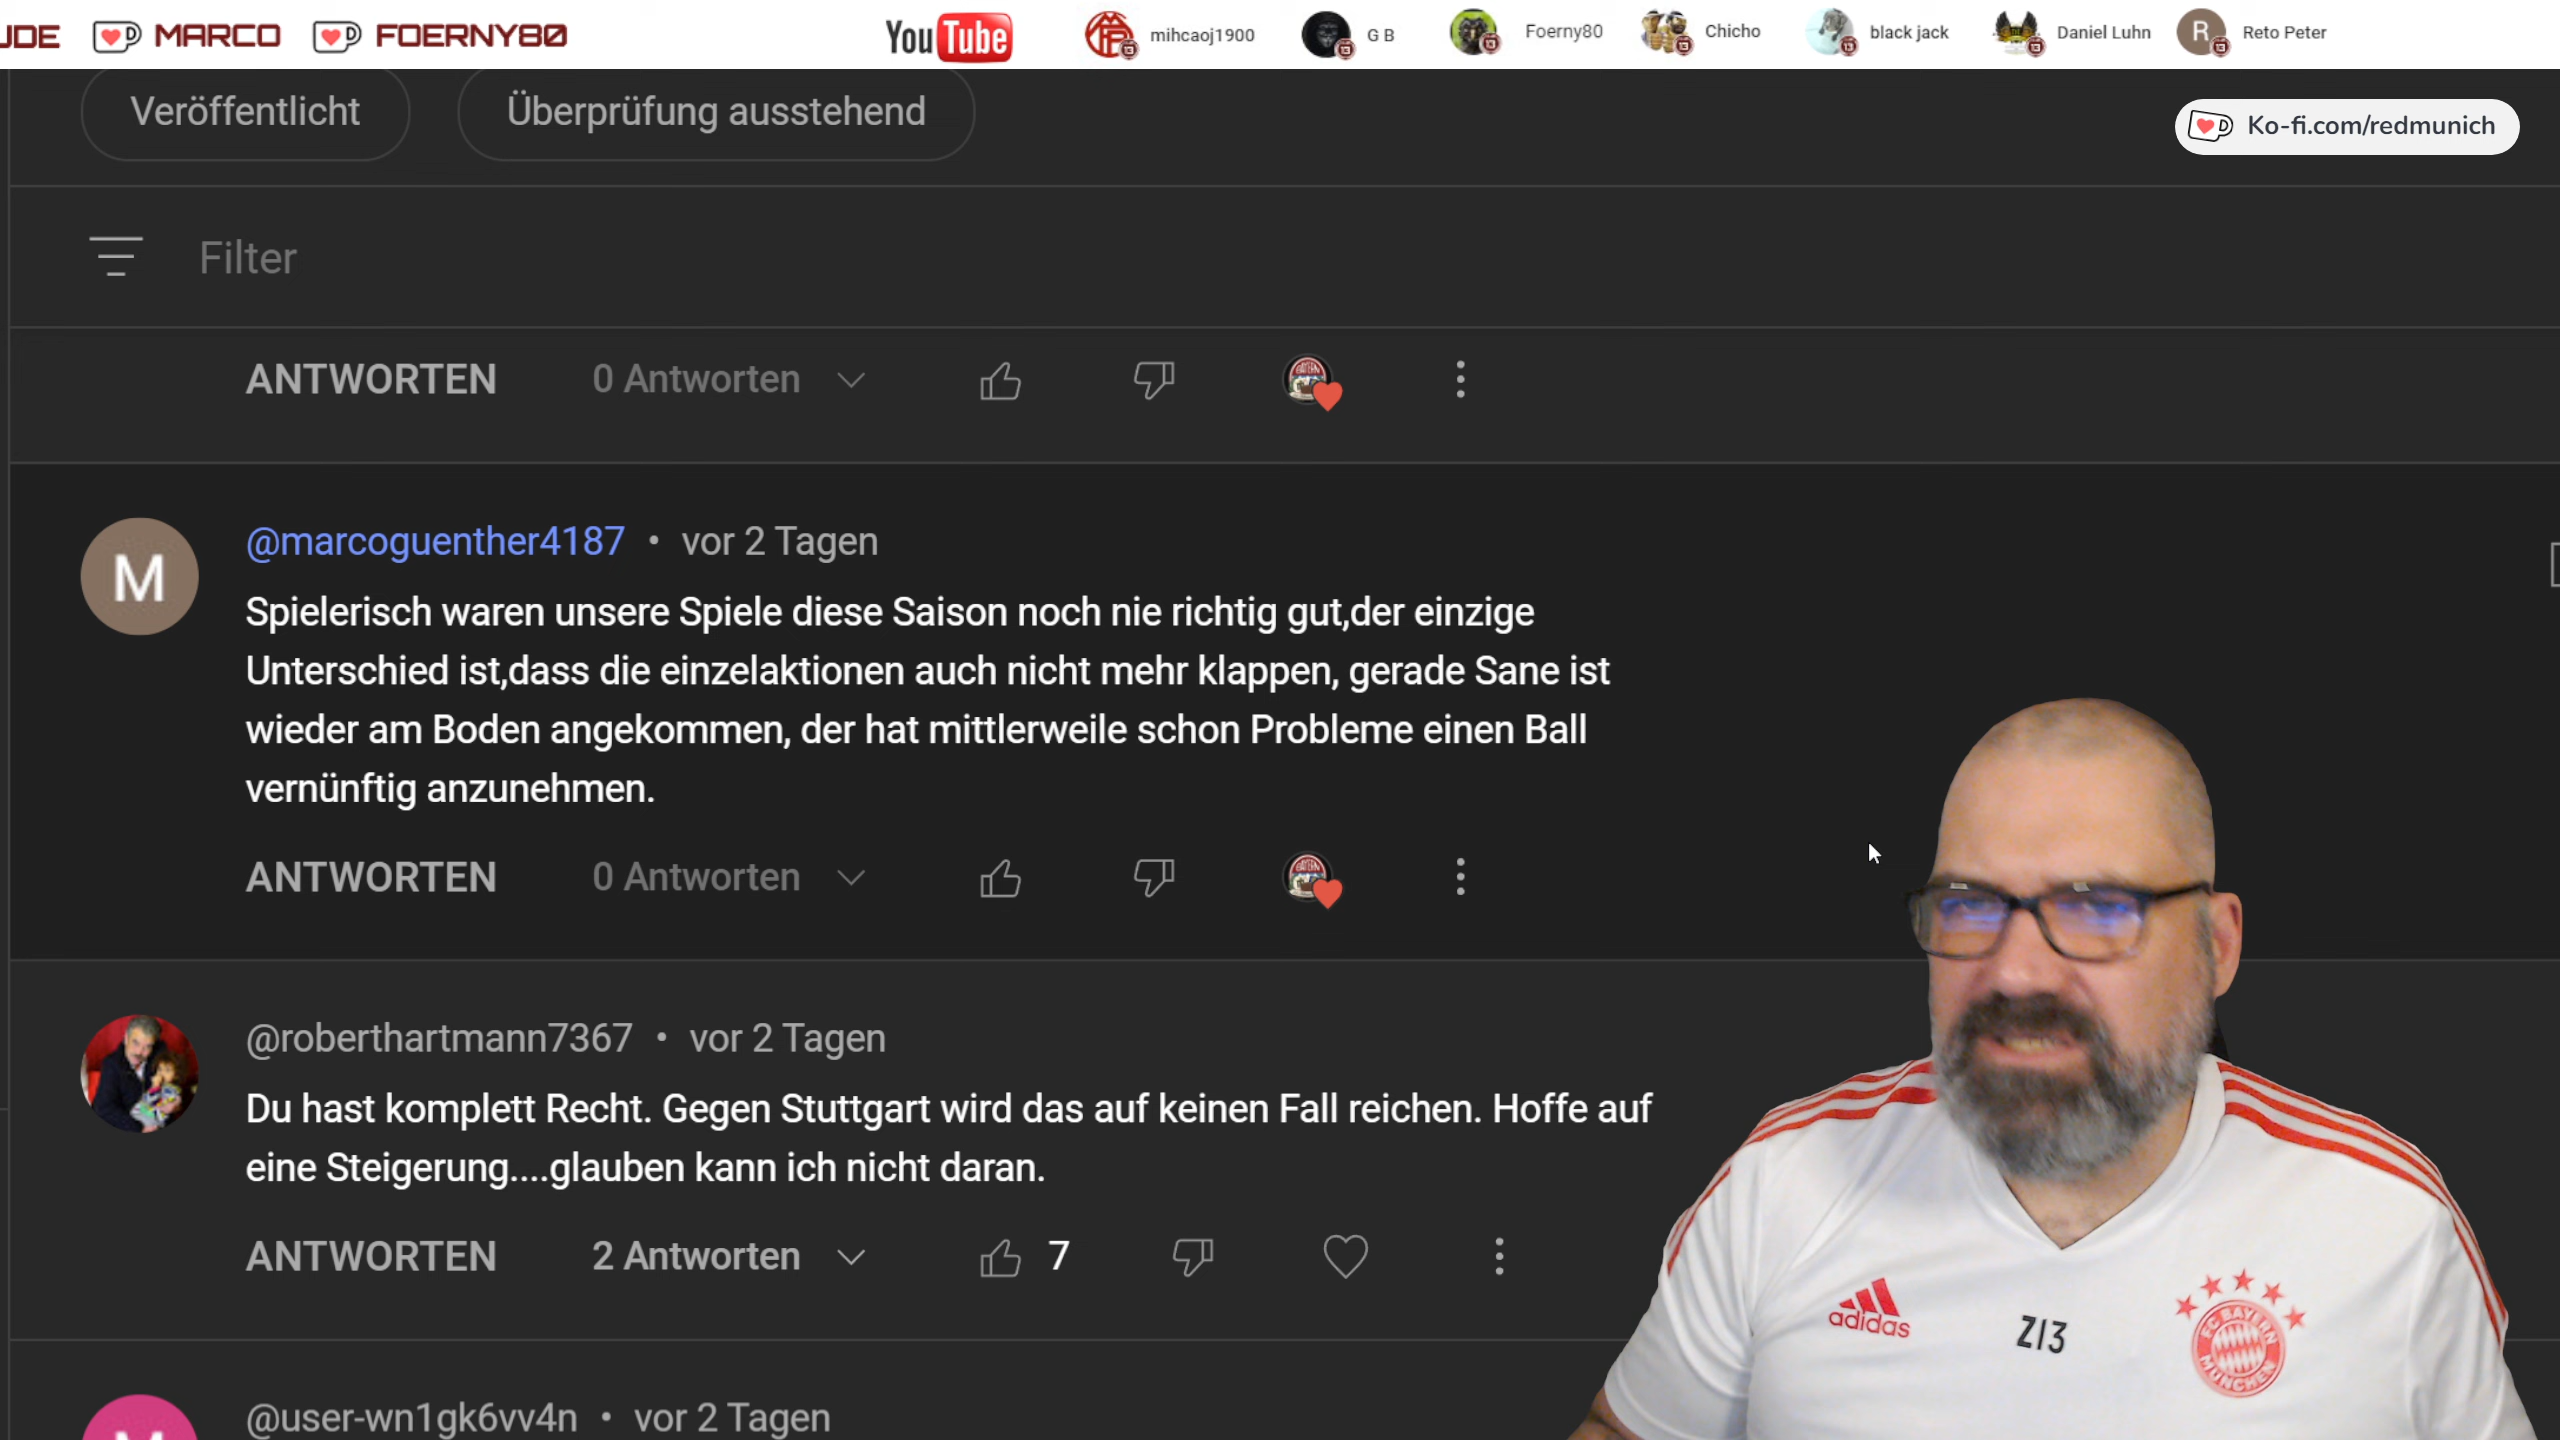 JDE MARCO FOERNY80 YouTube mihcaoj1900 G B Foerny80 Chicho black jack Daniel Luhn R Reto Peter
Veröffentlicht Überprüfung ausstehend
Ko-fi.com/redmunich
Filter
ANTWORTEN 0 Antworten
M
@marcoguenther4187 • vor 2 Tagen
Spielerisch waren unsere Spiele diese Saison noch nie richtig gut,der einzige
Unterschied ist,dass die einzelaktionen auch nicht mehr klappen, gerade Sane ist
wieder am Boden angekommen, der hat mittlerweile schon Probleme einen Ball
vernünftig anzunehmen.
ANTWORTEN 0 Antworten
@roberthartmann7367 • vor 2 Tagen
Du hast komplett Recht. Gegen Stuttgart wird das auf keinen Fall reichen. Hoffe auf
eine Steigerung....glauben kann ich nicht daran.
ANTWORTEN 2 Antworten 7
@user-wn1gk6vv4n • vor 2 Tagen
adidas
Z13
FC BAYERN
MÜNCHEN